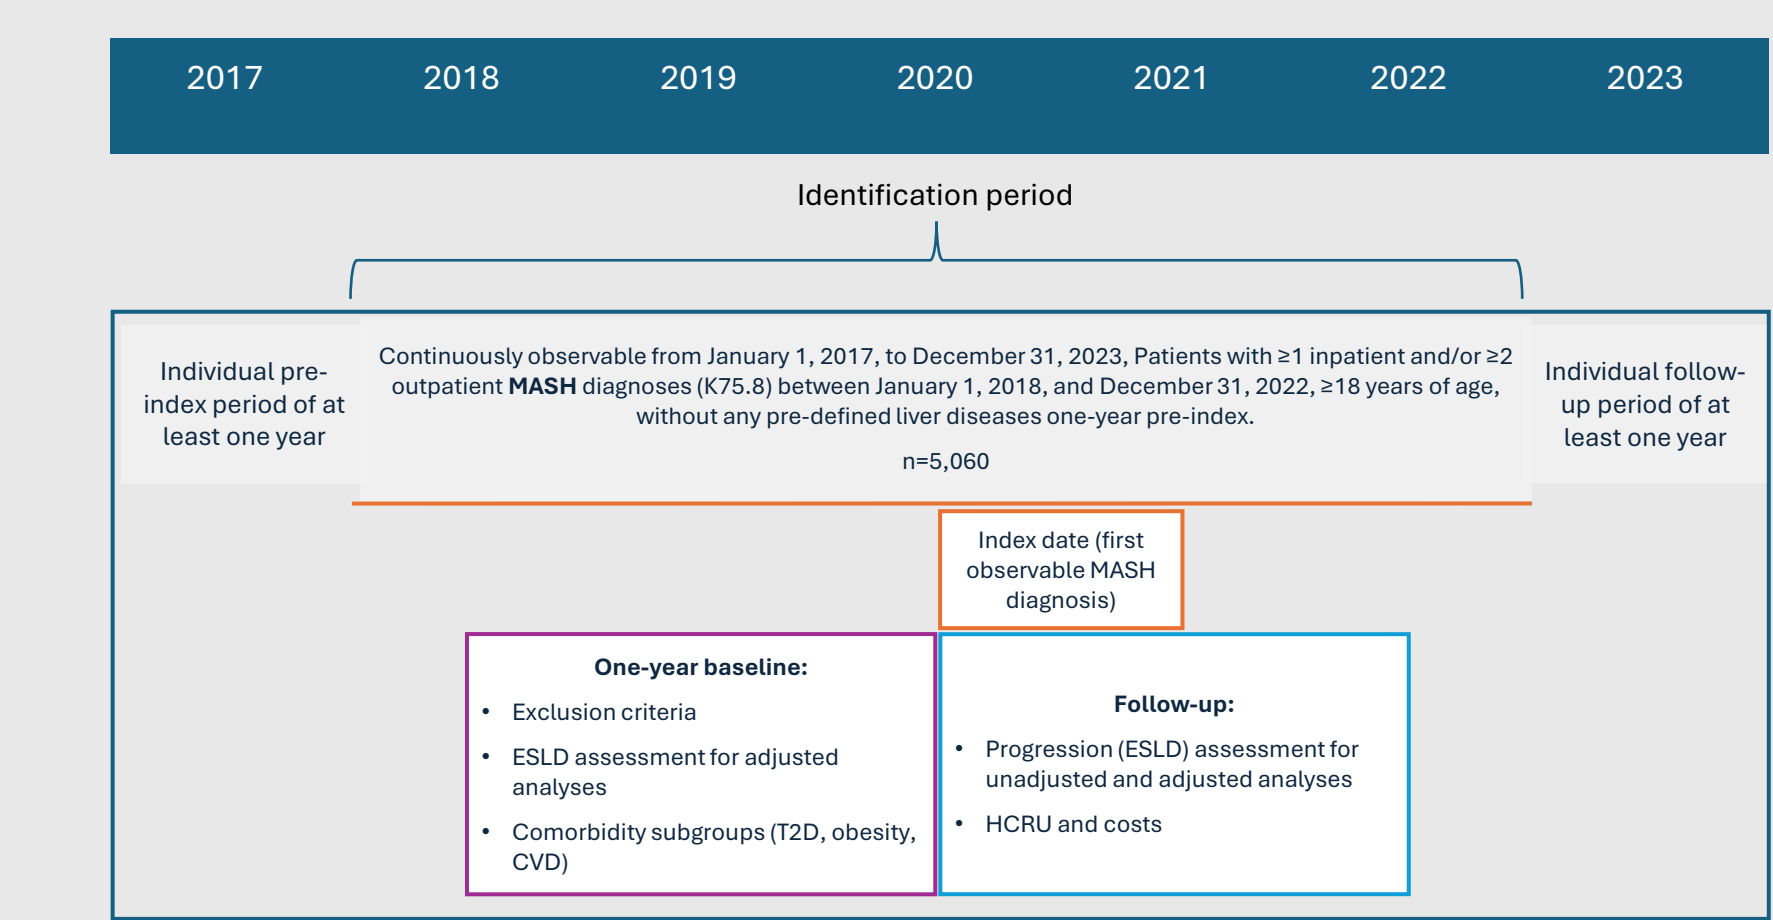 2017 2018 2019 2020 2021 2022 2023
Identification period
Individual pre-
index period of at
least one year
Continuously observable from January 1, 2017, to December 31, 2023, Patients with ≥1 inpatient and/or ≥2
outpatient MASH diagnoses (K75.8) between January 1, 2018, and December 31, 2022, ≥18 years of age,
without any pre-defined liver diseases one-year pre-index.
n=5,060
Individual follow-
up period of at
least one year
Index date (first
observable MASH
diagnosis)
One-year baseline:
• Exclusion criteria
• ESLD assessment for adjusted
analyses
• Comorbidity subgroups (T2D, obesity,
CVD)
Follow-up:
• Progression (ESLD) assessment for
unadjusted and adjusted analyses
• HCRU and costs